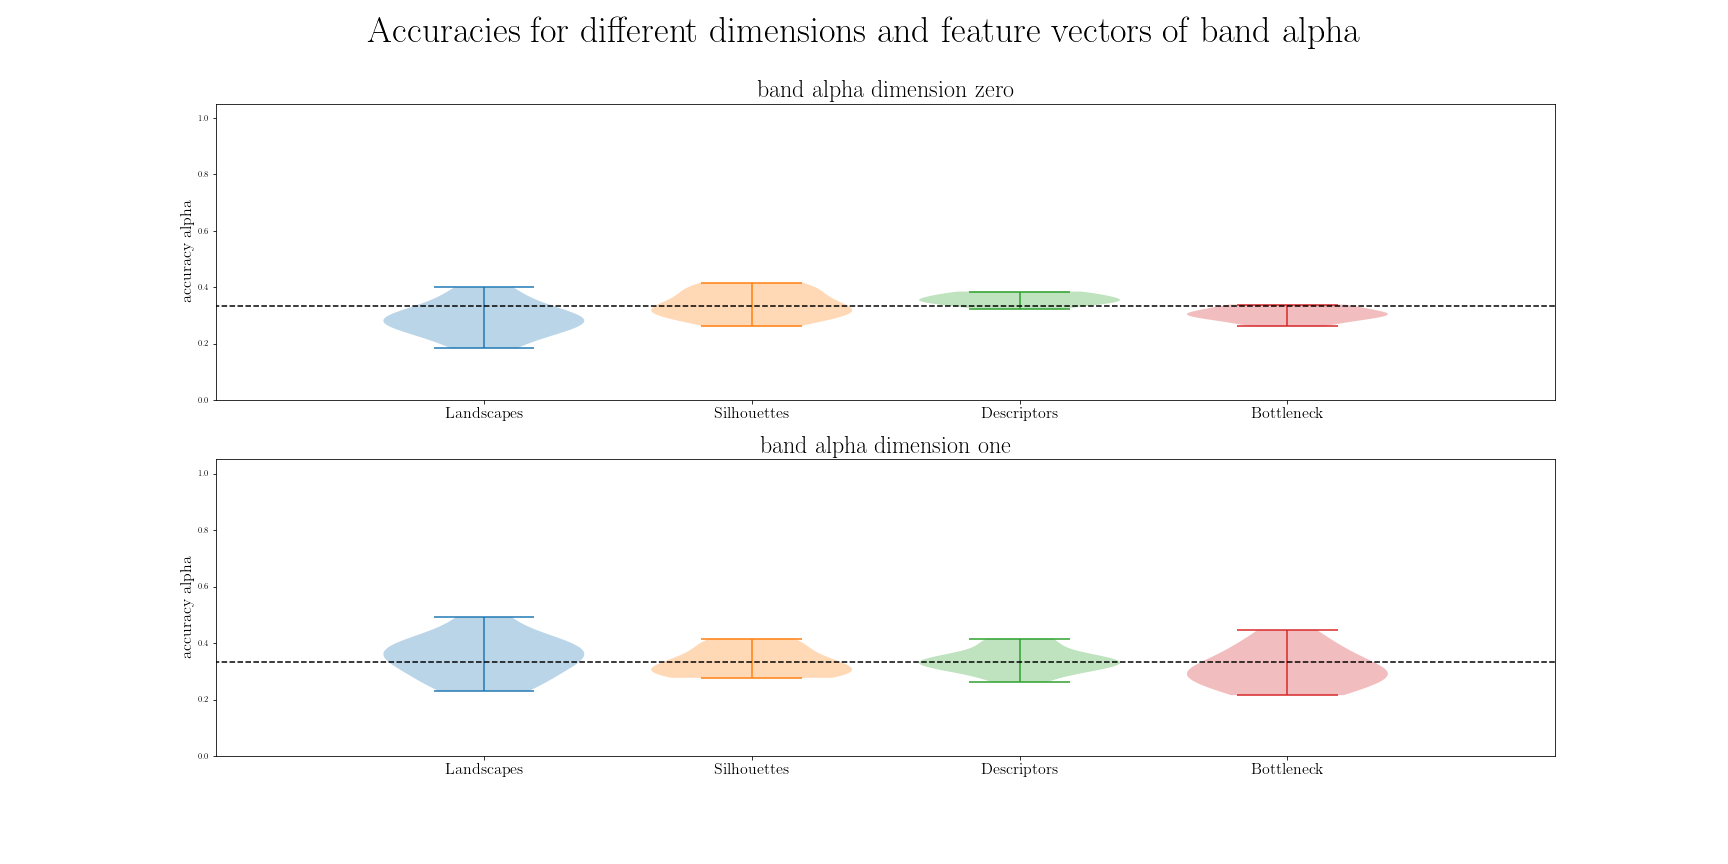 Accuracies for different dimensions and feature vectors of band alpha
band alpha dimension zero
1.0
0.8
0.6
0.4
0.2
0.0
accuracy alpha
Landscapes Silhouettes Descriptors Bottleneck
band alpha dimension one
1.0
0.8
0.6
0.4
0.2
0.0
accuracy alpha
Landscapes Silhouettes Descriptors Bottleneck